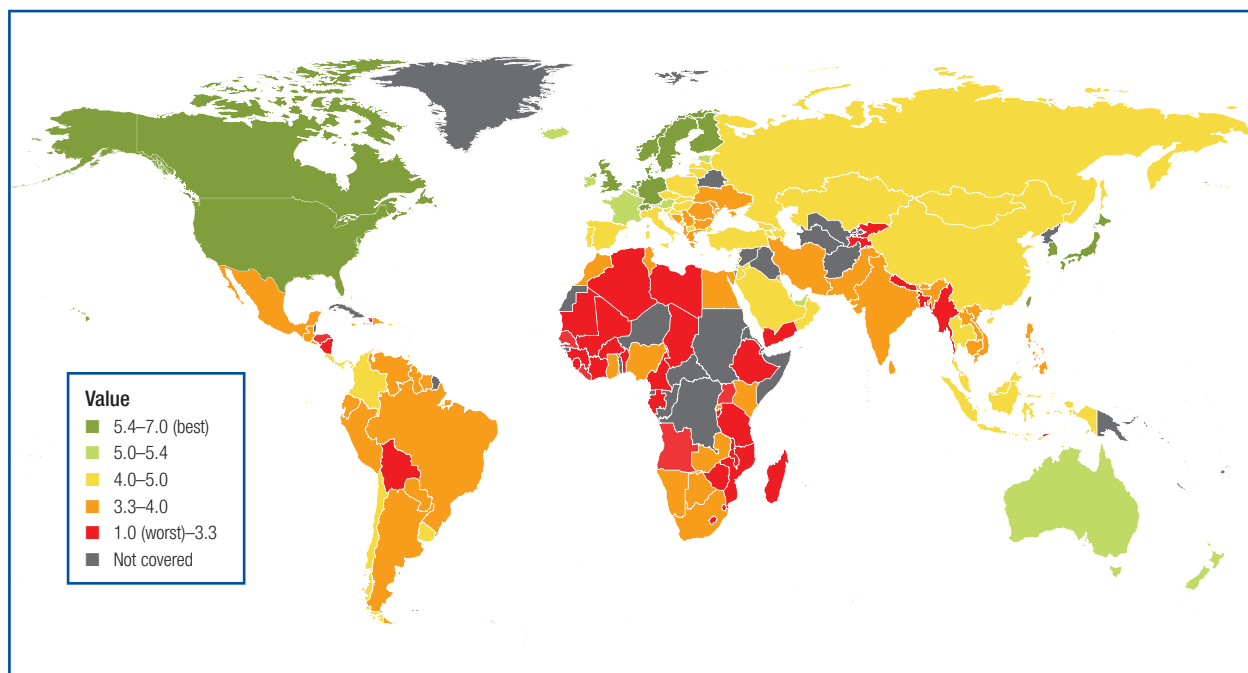 Value
5.4–7.0 (best)
5.0–5.4
4.0–5.0
3.3–4.0
1.0 (worst)–3.3
Not covered